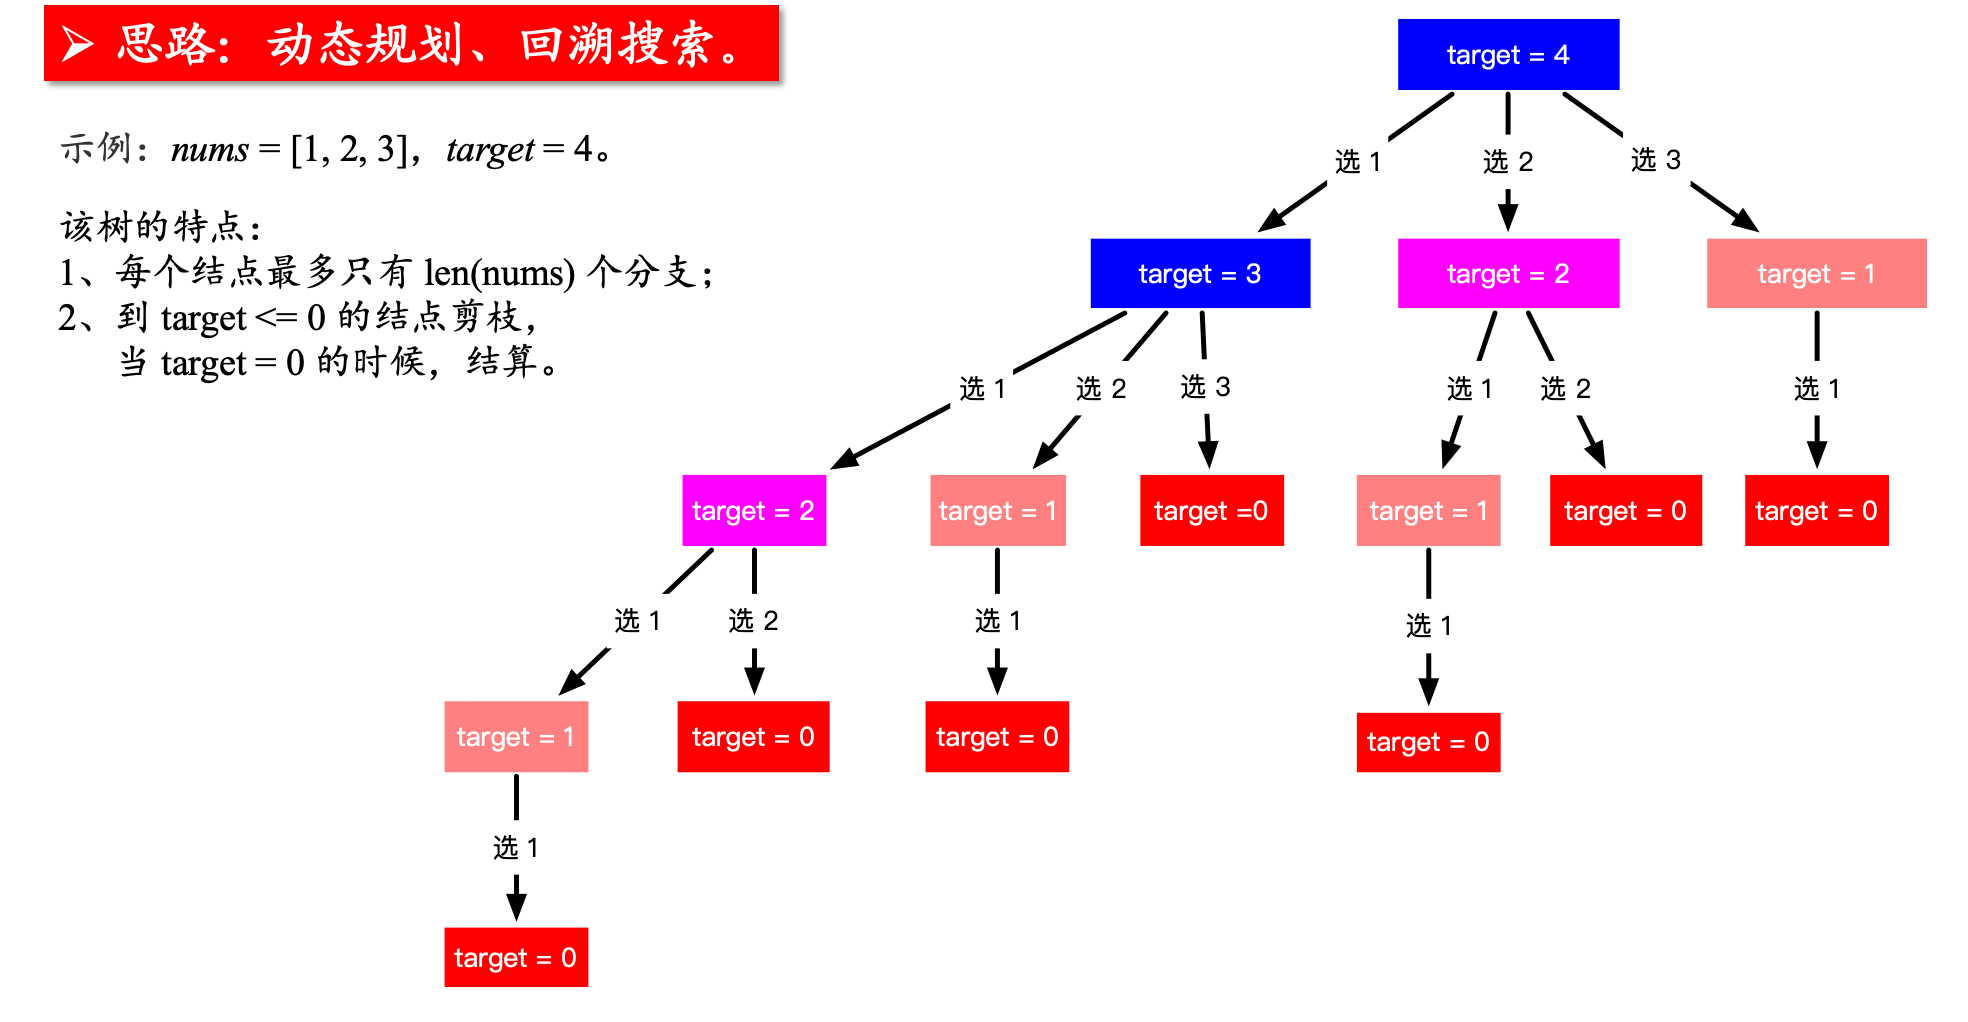 思路：动态规划、回溯搜索。
示例：nums = [1, 2, 3]，target = 4。
该树的特点：
1、每个结点最多只有 len(nums) 个分支；
2、到 target <= 0 的结点剪枝，
当 target = 0 的时候，结算。
target = 4
选 1
选 2
选 3
target = 3
target = 2
target = 1
选 1
选 2
选 3
选 1
选 2
选 1
target = 2
target = 1
target =0
target = 1
target = 0
target = 0
选 1
选 2
选 1
选 1
target = 1
target = 0
target = 0
target = 0
选 1
target = 0